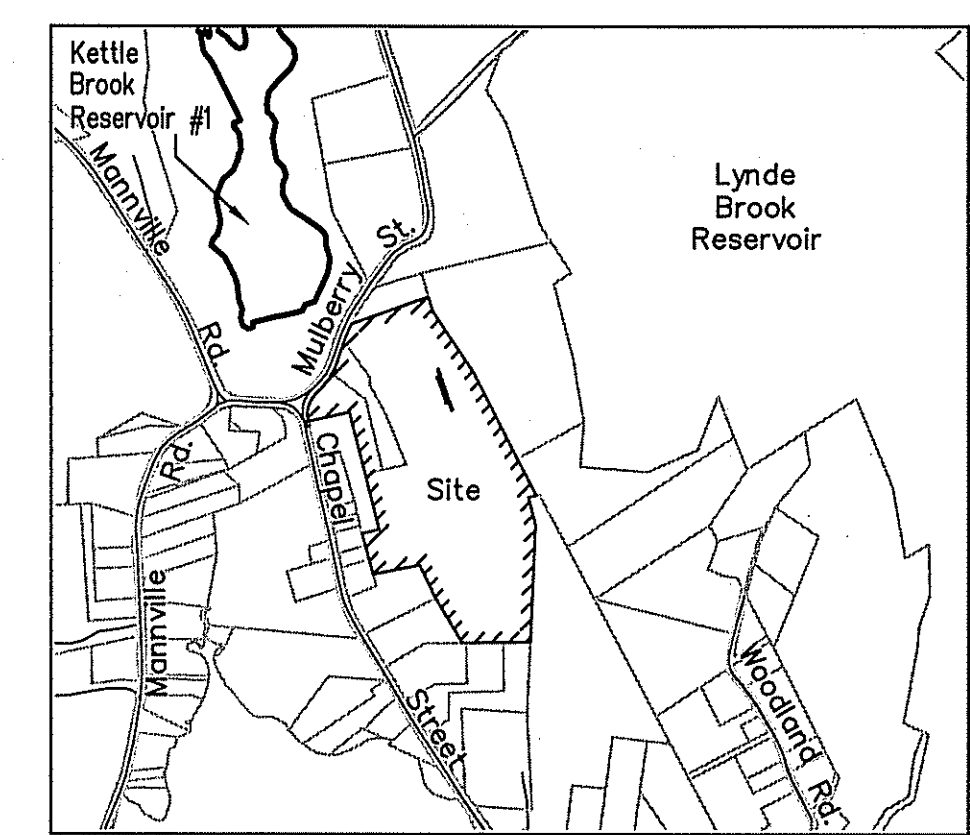 Kettle
Brook
Reservoir #1
Mannville
Rd.
Mulberry
St.
Lynde
Brook
Reservoir
Rd.
Chapel
Site
Mannville
Street
Woodland
Rd.